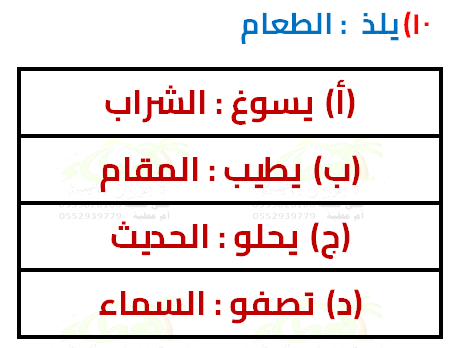 ١٠) يلذ : الطعام
(أ) يسوغ : الشراب
(ب) يطيب : المقام
(ج) يحلو : الحديث
(د) تصفو : السماء
أم عطية 0552939779
أم عطية 0552939779